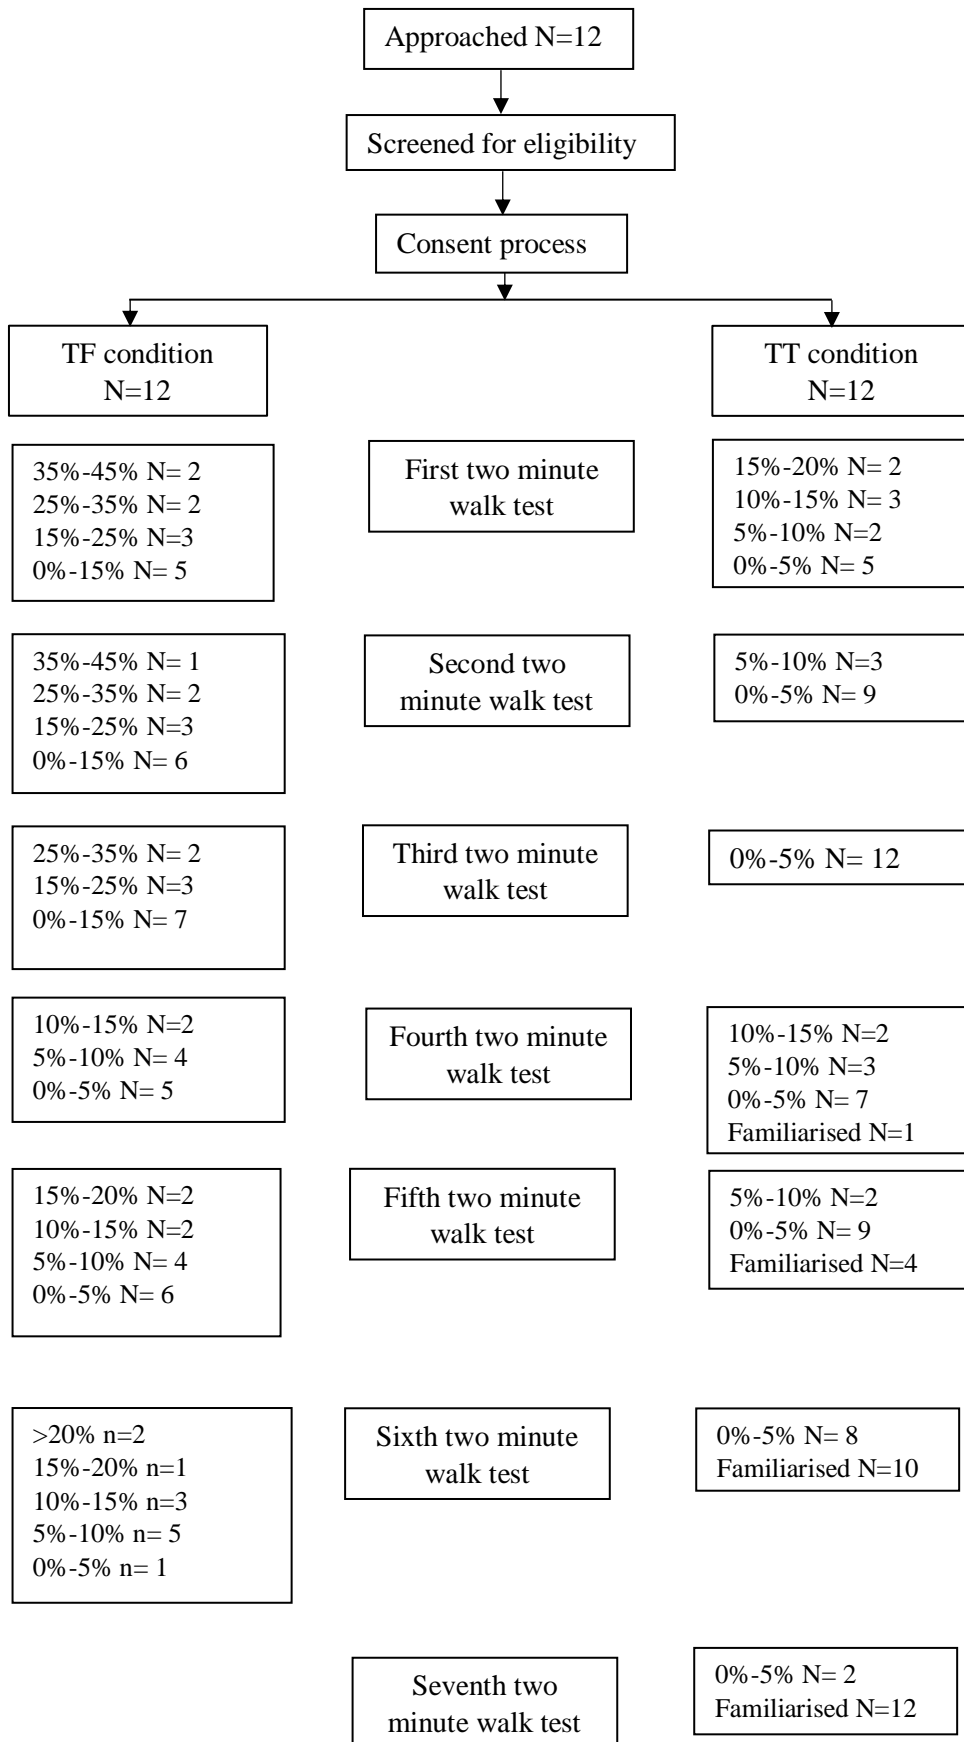 Approached N=12
Screened for eligibility
Consent process
TF condition
N=12
TT condition
N=12
35%-45% N= 2
25%-35% N= 2
15%-25% N=3
0%-15% N= 5
First two minute
walk test
15%-20% N= 2
10%-15% N= 3
5%-10% N=2
0%-5% N= 5
35%-45% N= 1
25%-35% N= 2
15%-25% N=3
0%-15% N= 6
Second two
minute walk test
5%-10% N=3
0%-5% N= 9
25%-35% N= 2
15%-25% N=3
0%-15% N= 7
Third two minute
walk test
0%-5% N= 12
10%-15% N=2
5%-10% N= 4
0%-5% N= 5
Fourth two minute
walk test
10%-15% N=2
5%-10% N=3
0%-5% N= 7
Familiarised N=1
15%-20% N=2
10%-15% N=2
5%-10% N= 4
0%-5% N= 6
Fifth two minute
walk test
5%-10% N=2
0%-5% N= 9
Familiarised N=4
>20% n=2
15%-20% n=1
10%-15% n=3
5%-10% n= 5
0%-5% n= 1
Sixth two minute
walk test
0%-5% N= 8
Familiarised N=10
Seventh two
minute walk test
0%-5% N= 2
Familiarised N=12